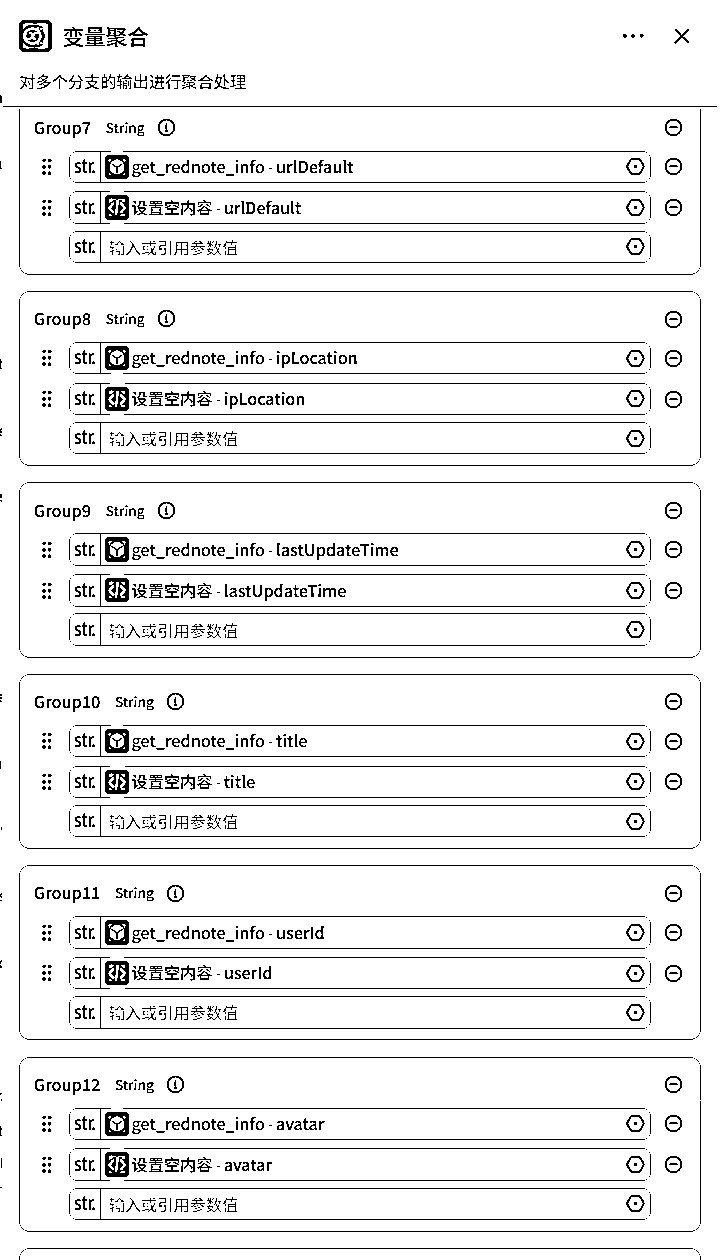 变量聚合
对多个分支的输出进行聚合处理
Group7 String
str. get_rednote_info - urlDefault
str. 设置空内容 - urlDefault
str. 输入或引用参数值
Group8 String
str. get_rednote_info - ipLocation
str. 设置空内容 - ipLocation
str. 输入或引用参数值
Group9 String
str. get_rednote_info - lastUpdateTime
str. 设置空内容 - lastUpdateTime
str. 输入或引用参数值
Group10 String
str. get_rednote_info - title
str. 设置空内容 - title
str. 输入或引用参数值
Group11 String
str. get_rednote_info - userId
str. 设置空内容 - userId
str. 输入或引用参数值
Group12 String
str. get_rednote_info - avatar
str. 设置空内容 - avatar
str. 输入或引用参数值